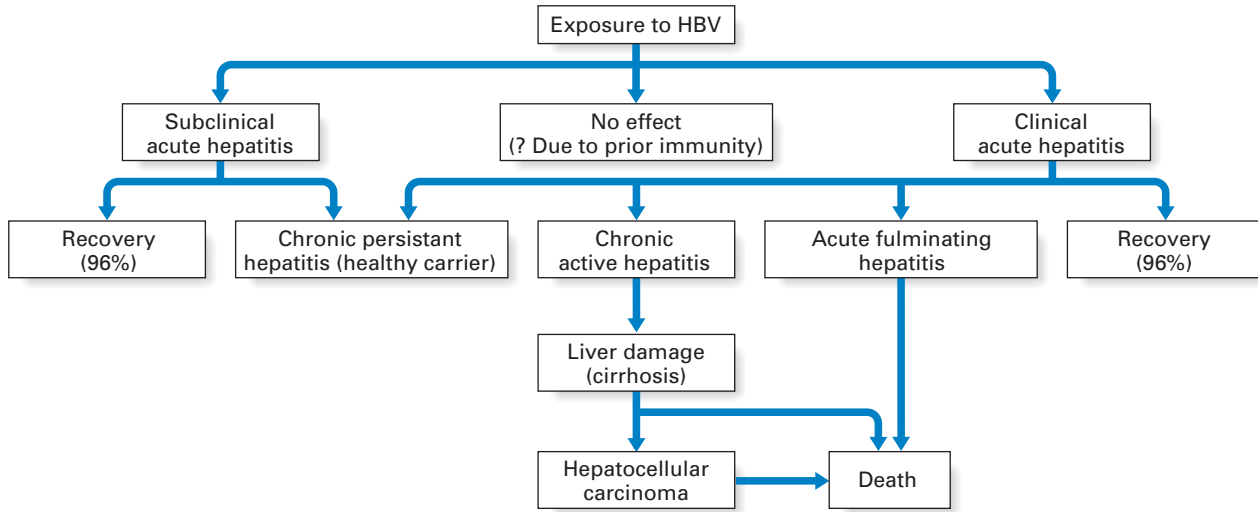 Exposure to HBV
Subclinical
acute hepatitis
No effect
(? Due to prior immunity)
Clinical
acute hepatitis
Recovery
(96%)
Chronic persistant
hepatitis (healthy carrier)
Chronic
active hepatitis
Acute fulminating
hepatitis
Recovery
(96%)
Liver damage
(cirrhosis)
Hepatocellular
carcinoma
Death